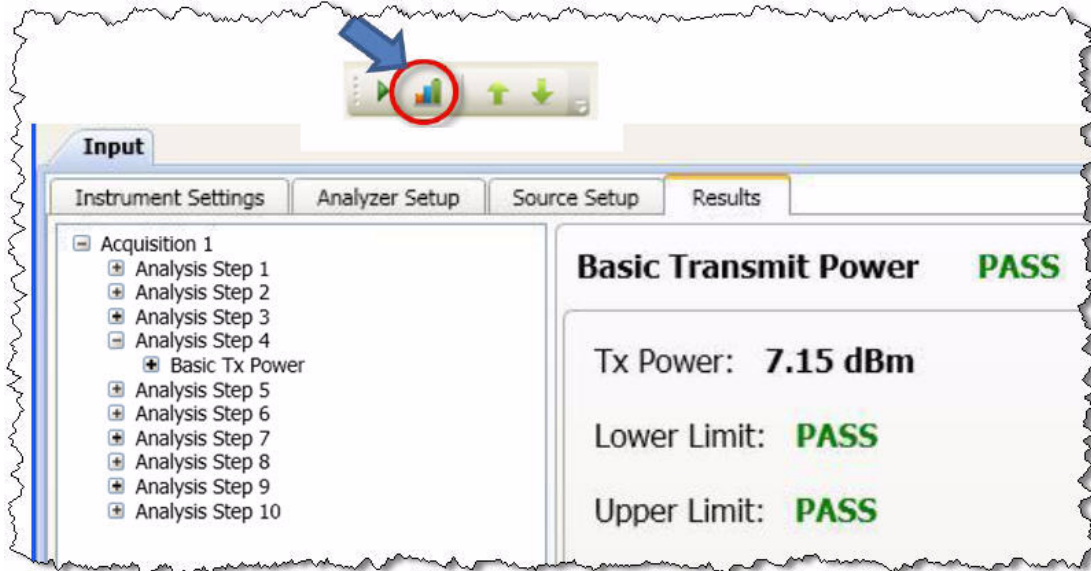 Input
Instrument Settings Analyzer Setup Source Setup Results
Acquisition 1
Analysis Step 1
Analysis Step 2
Analysis Step 3
Analysis Step 4
Basic Tx Power
Analysis Step 5
Analysis Step 6
Analysis Step 7
Analysis Step 8
Analysis Step 9
Analysis Step 10
Basic Transmit Power PASS
Tx Power: 7.15 dBm
Lower Limit: PASS
Upper Limit: PASS